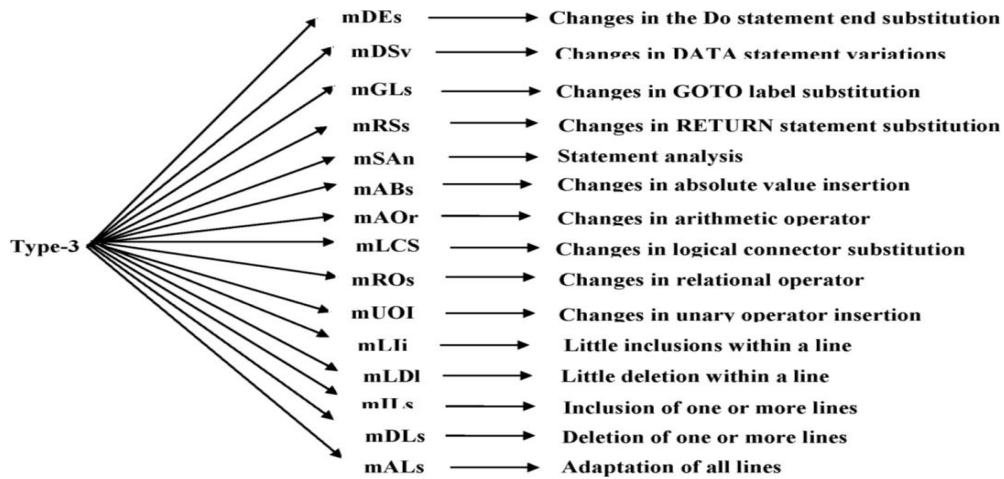 mDEs Changes in the Do statement end substitution
mDSv Changes in DATA statement variations
mGLs Changes in GOTO label substitution
mRSs Changes in RETURN statement substitution
mSAn Statement analysis
mABs Changes in absolute value insertion
mAOr Changes in arithmetic operator
Type-3
mLCS Changes in logical connector substitution
mROs Changes in relational operator
mUOI Changes in unary operator insertion
mLIi Little inclusions within a line
mLDl Little deletion within a line
mILs Inclusion of one or more lines
mDLs Deletion of one or more lines
mALs Adaptation of all lines